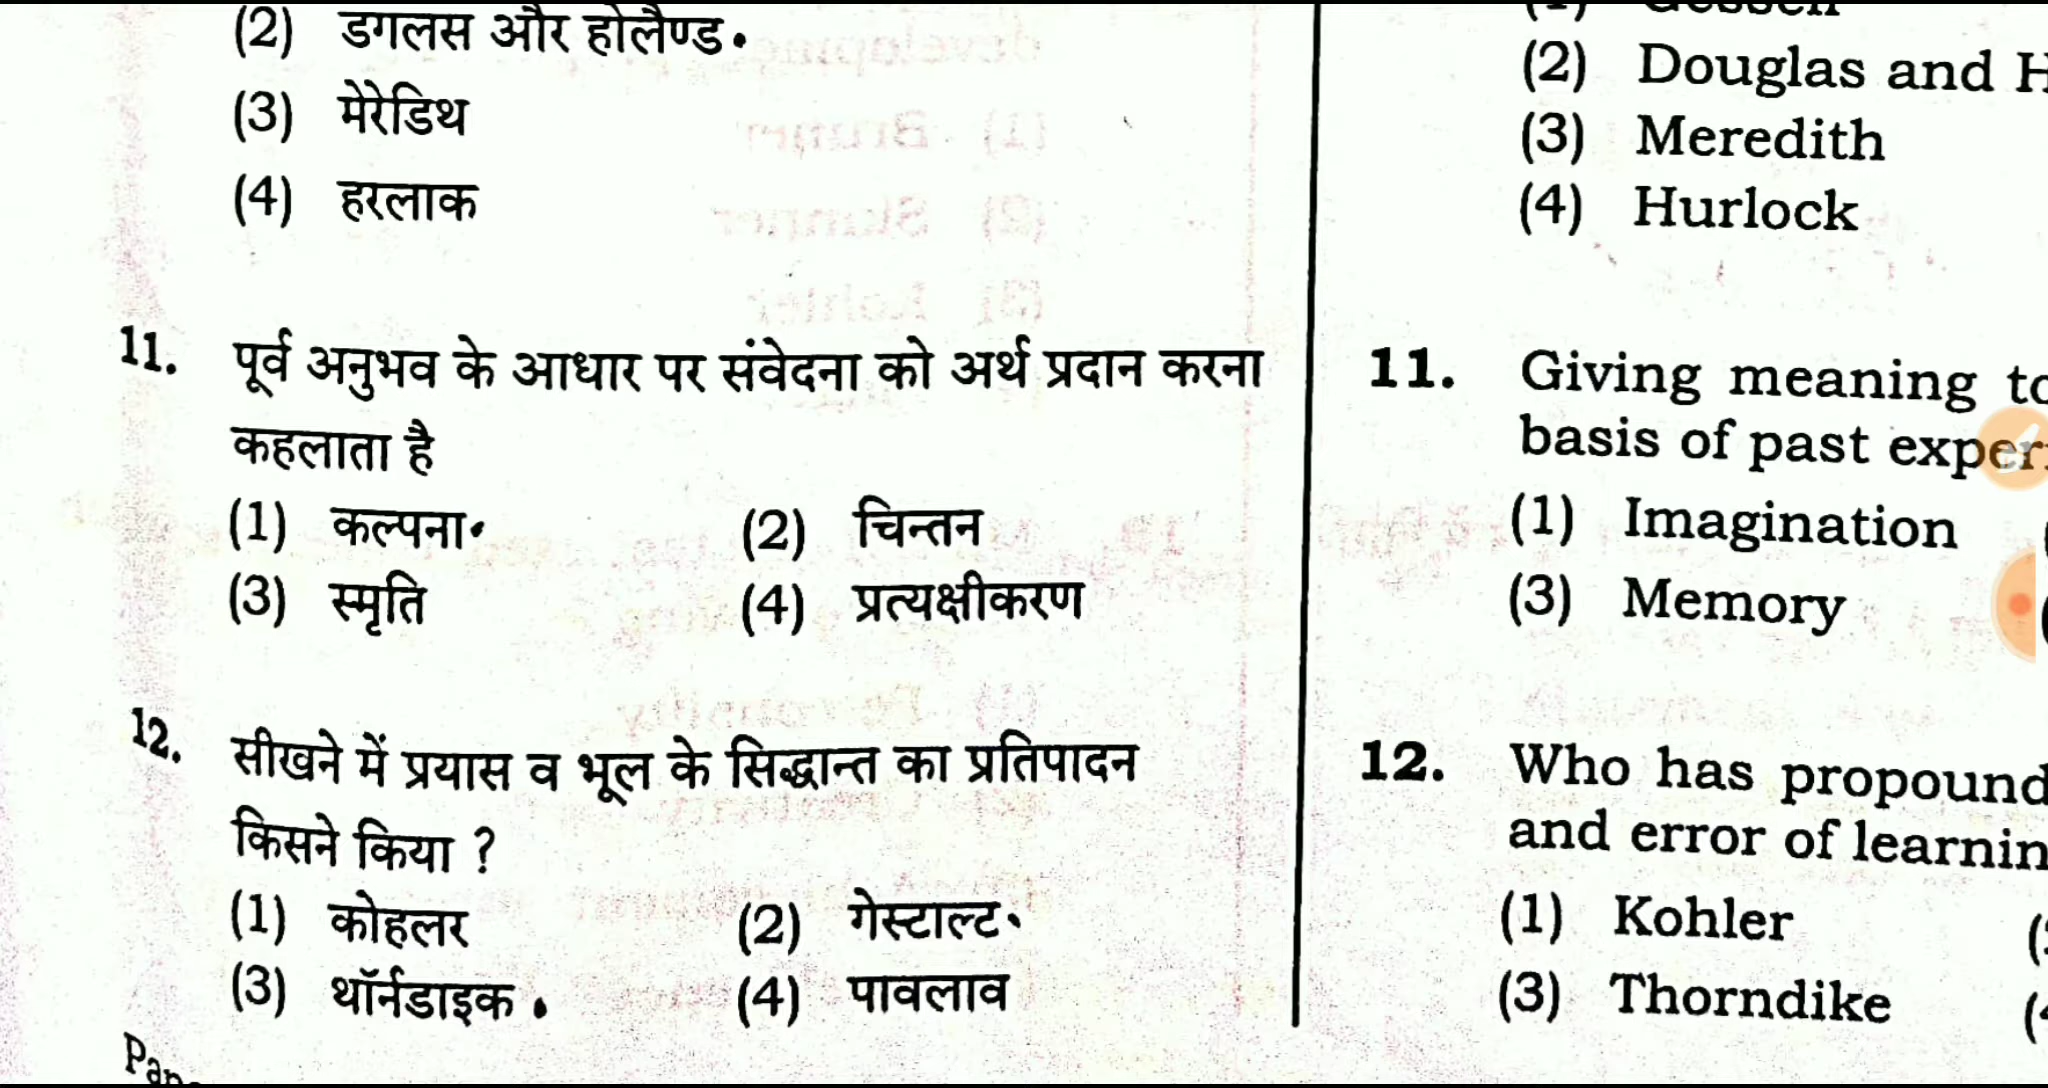 (2) डगलस और होलैण्ड
(3) मेरेडिथ
(4) हरलाक
11. पूर्व अनुभव के आधार पर संवेदना को अर्थ प्रदान करना
कहलाता है
(1) कल्पना (2) चिन्तन
(3) स्मृति (4) प्रत्यक्षीकरण
12. सीखने में प्रयास व भूल के सिद्धान्त का प्रतिपादन
किसने किया ?
(1) कोहलर (2) गेस्टाल्ट
(3) थॉर्नडाइक (4) पावलाव
(2) Douglas and
(3) Meredith
(4) Hurlock
11. Giving meaning
basis of past
(1) Imagination
(3) Memory
12. Who has
and error of
(1) Kohler
(3) Thorndike